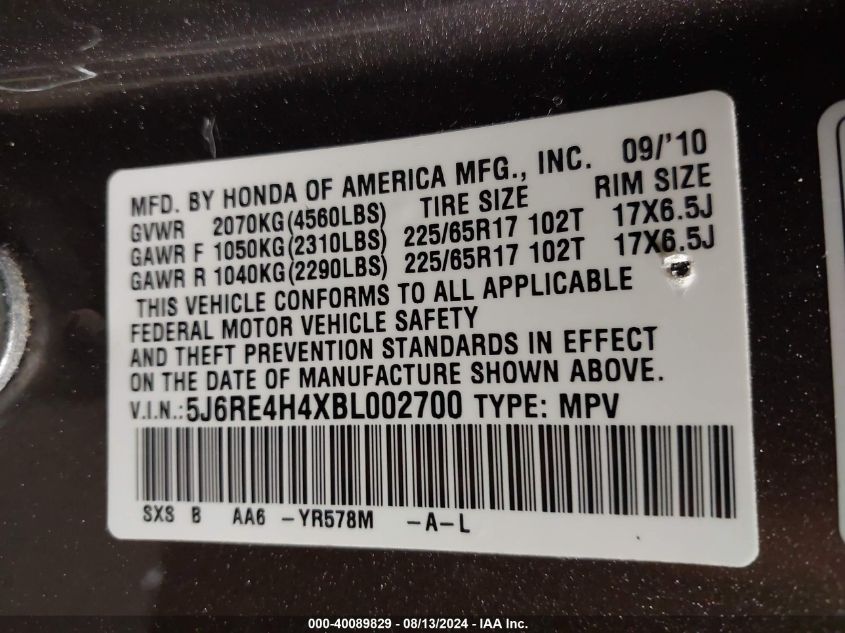 MFD. BY HONDA OF AMERICA MFG., INC. 09/'10
GVWR 2070KG(4560LBS) TIRE SIZE RIM SIZE
GAWR F 1050KG(2310LBS) 225/65R17 102T 17X6.5J
GAWR R 1040KG(2290LBS) 225/65R17 102T 17X6.5J
THIS VEHICLE CONFORMS TO ALL APPLICABLE
FEDERAL MOTOR VEHICLE SAFETY
AND THEFT PREVENTION STANDARDS IN EFFECT
ON THE DATE OF MANUFACTURE SHOWN ABOVE.
V.I.N.:5J6RE4H4XBL002700 TYPE: MPV
SXS B AA6 -YR578M -A-L
000-40089829 - 08/13/2024 - IAA Inc.